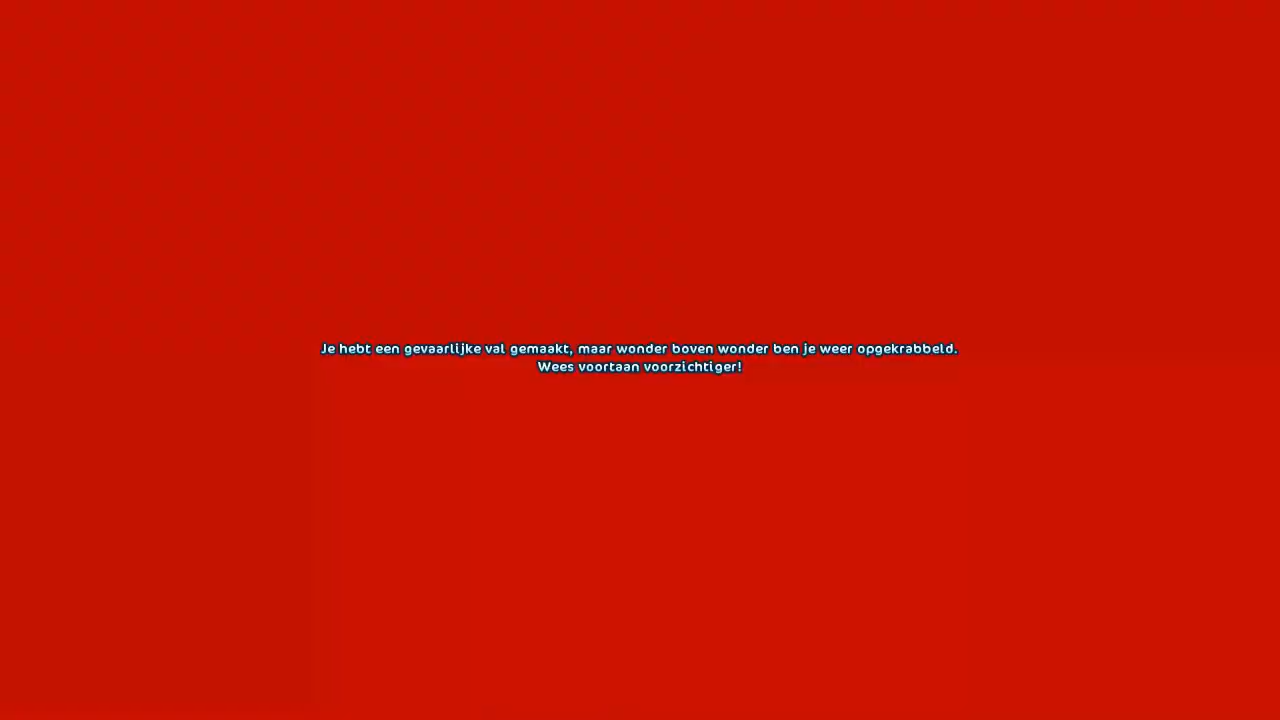 Je hebt een gevaarlijke val gemaakt, maar wonder boven wonder ben je weer opgekrabbeld.
Wees voortaan voorzichtiger!